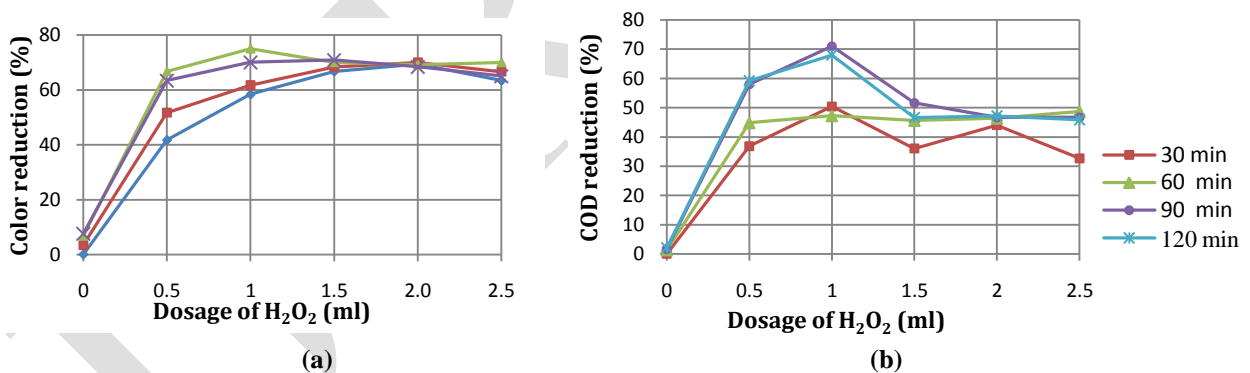 Color reduction (%)
80
60
40
20
0
0 0.5 1 1.5 2.0 2.5
Dosage of H₂O₂ (ml)
(a)
COD reduction (%)
80
70
60
50
40
30
20
10
0
0 0.5 1 1.5 2 2.5
Dosage of H₂O₂ (ml)
(b)
30 min
60 min
90 min
120 min